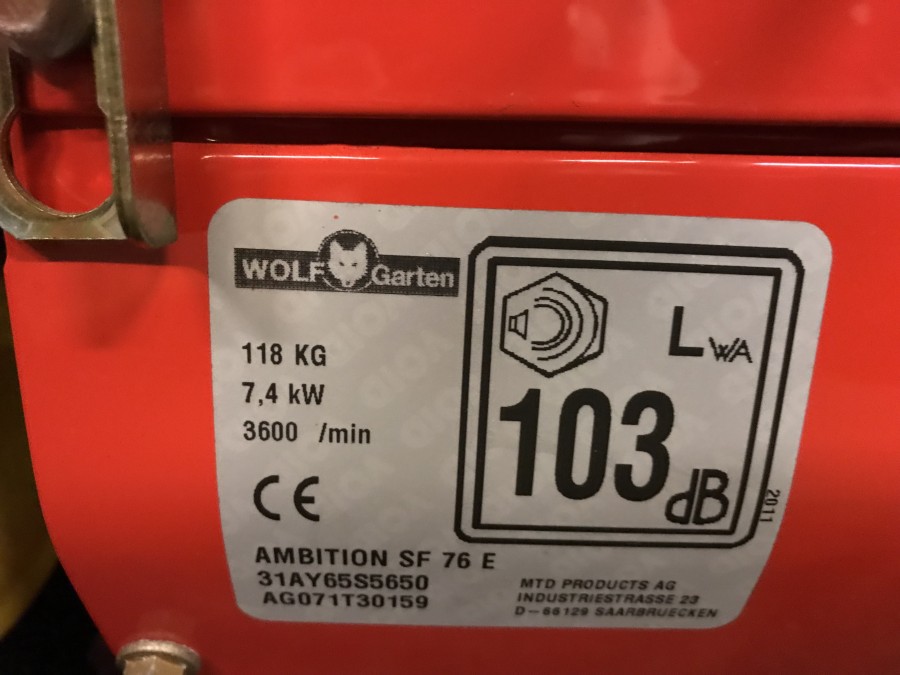 WOLF Garten
118 KG
7,4 kW
3600 /min
CE
LWA
103
dB
2011
AMBITION SF 76 E
31AY65S5650
AG071T30159
MTD PRODUCTS AG
INDUSTRIESTRASSE 23
D-66129 SAARBRUECKEN